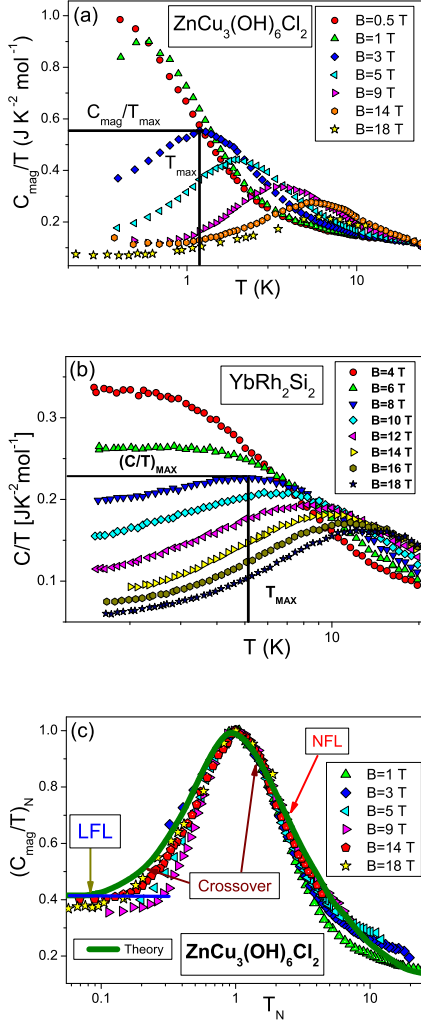 (a)
ZnCu3(OH)6Cl2
B=0.5 T
B=1 T
B=3 T
B=5 T
B=9 T
B=14 T
B=18 T
Cmag/Tmax
Tmax
Cmag/T (J K-2 mol-1)
1.0
0.8
0.6
0.4
0.2
1
10
T (K)
(b)
YbRh2Si2
B=4 T
B=6 T
B=8 T
B=10 T
B=12 T
B=14 T
B=16 T
B=18 T
(C/T)MAX
TMAX
C/T [JK-2mol-1]
0.3
0.2
0.1
10
T (K)
(c)
NFL
B=1 T
B=3 T
B=5 T
B=9 T
B=14 T
B=18 T
LFL
Crossover
Theory
ZnCu3(OH)6Cl2
(Cmag/T)N
1.0
0.8
0.6
0.4
0.2
0.1
1
10
TN